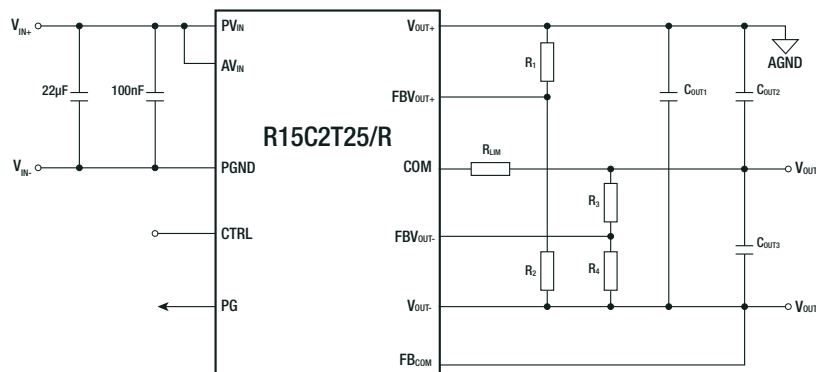 VIN+
PVIN
VOUT+
AGND
R1
AVIN
22µF
100nF
FBVOUT+
COUT1
COUT2
R15C2T25/R
VIN-
PGND
COM
RLIM
VOUT
R3
CTRL
FBVOUT-
COUT3
R2
R4
PG
VOUT-
VOUT
FBCOM